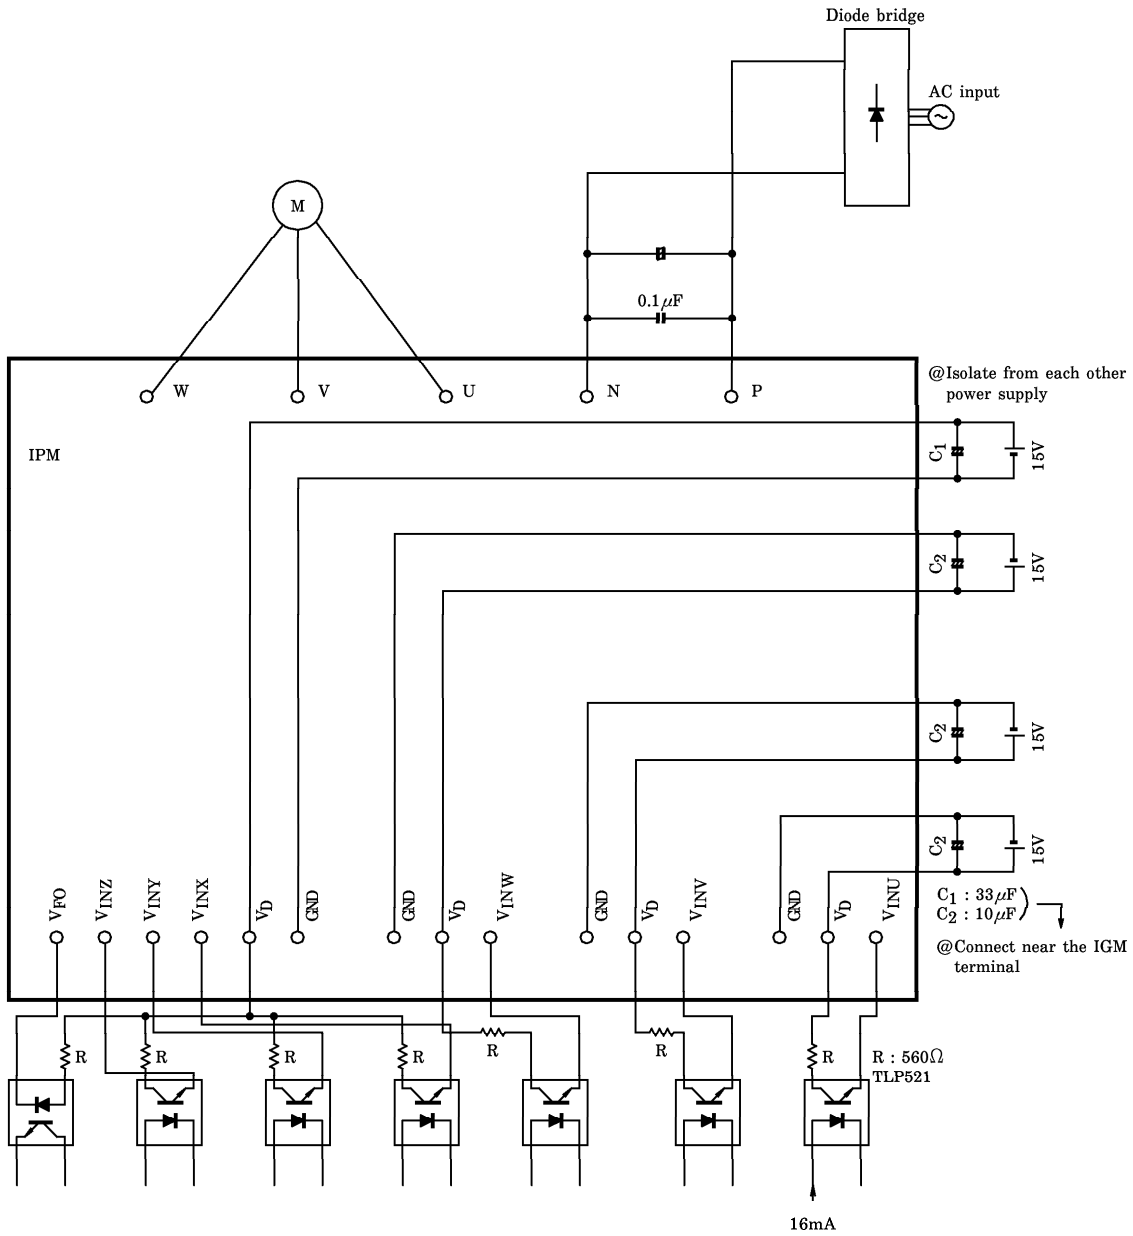 Diode bridge
AC input
M
0.1μF
W
V
U
N
P
@Isolate from each other
power supply
IPM
C1
15V
C2
15V
C2
15V
C2
15V
VFO
VINZ
VINY
VINX
VD
GND
GND
VD
VINW
GND
VD
VINV
GND
VD
VINU
C1 : 33μF
C2 : 10μF
@Connect near the IGM
terminal
R
R
R
R
R
R
R
R : 560Ω
TLP521
16mA